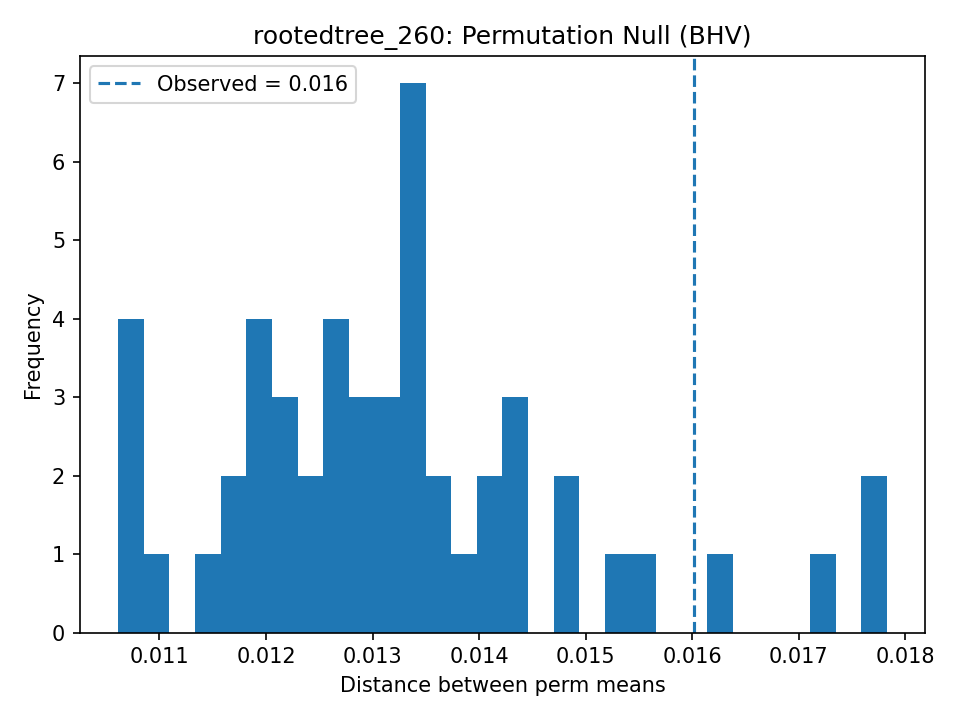 rootedtree_260: Permutation Null (BHV)
Observed = 0.016
7
6
5
4
3
2
1
0
Frequency
0.011 0.012 0.013 0.014 0.015 0.016 0.017 0.018
Distance between perm means